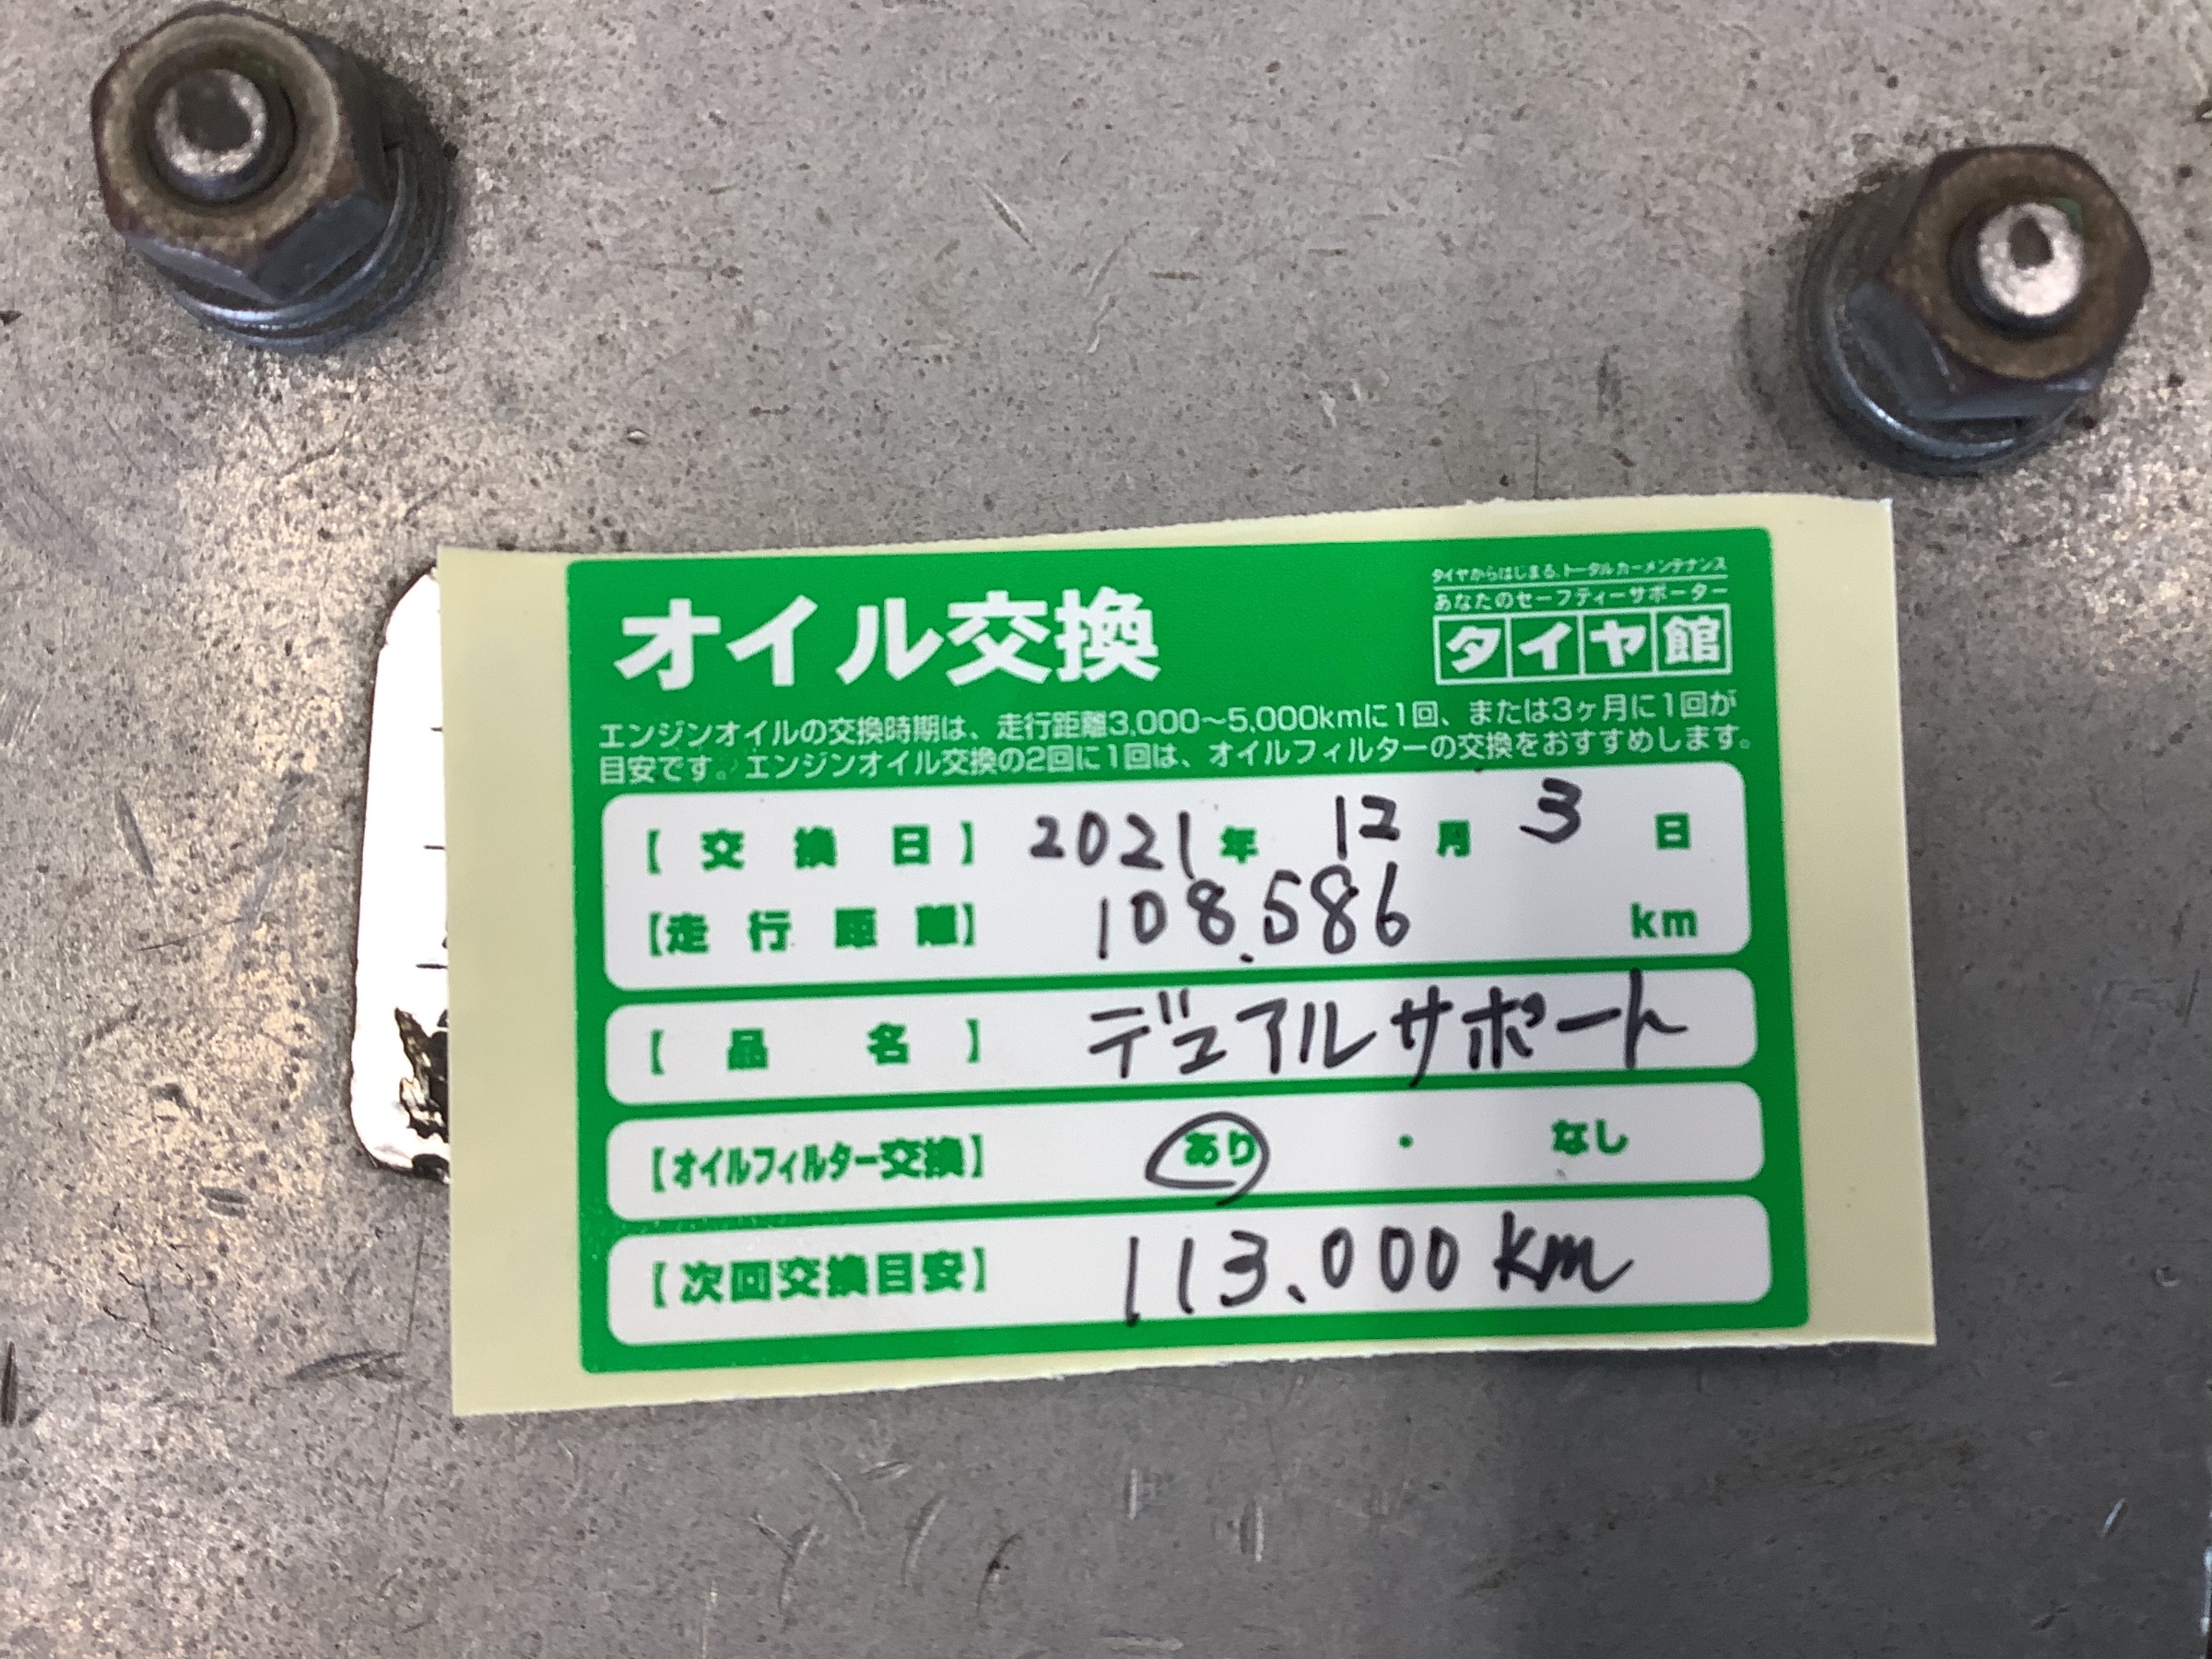 オイル交換
タイヤからはじまる、トータルカーメンテナンス
あなたのセーフティーサポーター
タイヤ館
エンジンオイルの交換時期は、走行距離3,000～5,000kmに1回、または3ヶ月に1回が
目安です。エンジンオイル交換の2回に1回は、オイルフィルターの交換をおすすめします。
【交換日】 2021年 12月 3日
【走行距離】 108.586 km
【品名】 デュアルサポート
【オイルフィルター交換】 あり ・ なし
【次回交換目安】 113.000 km